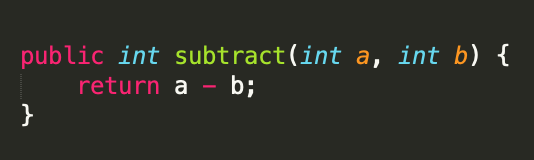 public int subtract(int a, int b) {
    return a - b;
}